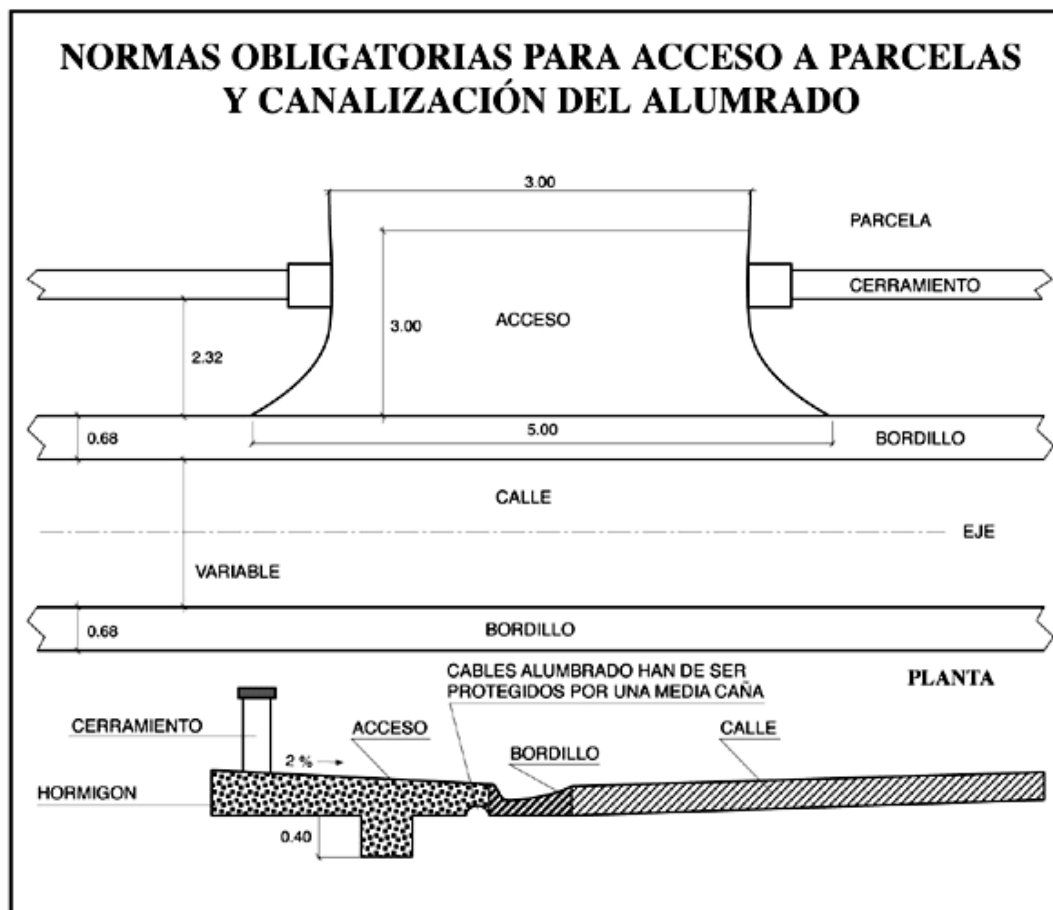 NORMAS OBLIGATORIAS PARA ACCESO A PARCELAS
Y CANALIZACIÓN DEL ALUMRADO
3.00
PARCELA
CERRAMIENTO
3.00
ACCESO
2.32
0.68
5.00
BORDILLO
CALLE
EJE
VARIABLE
0.68
BORDILLO
CABLES ALUMBRADO HAN DE SER
PROTEGIDOS POR UNA MEDIA CAÑA
PLANTA
CERRAMIENTO
ACCESO
CALLE
BORDILLO
2 %
HORMIGON
0.40